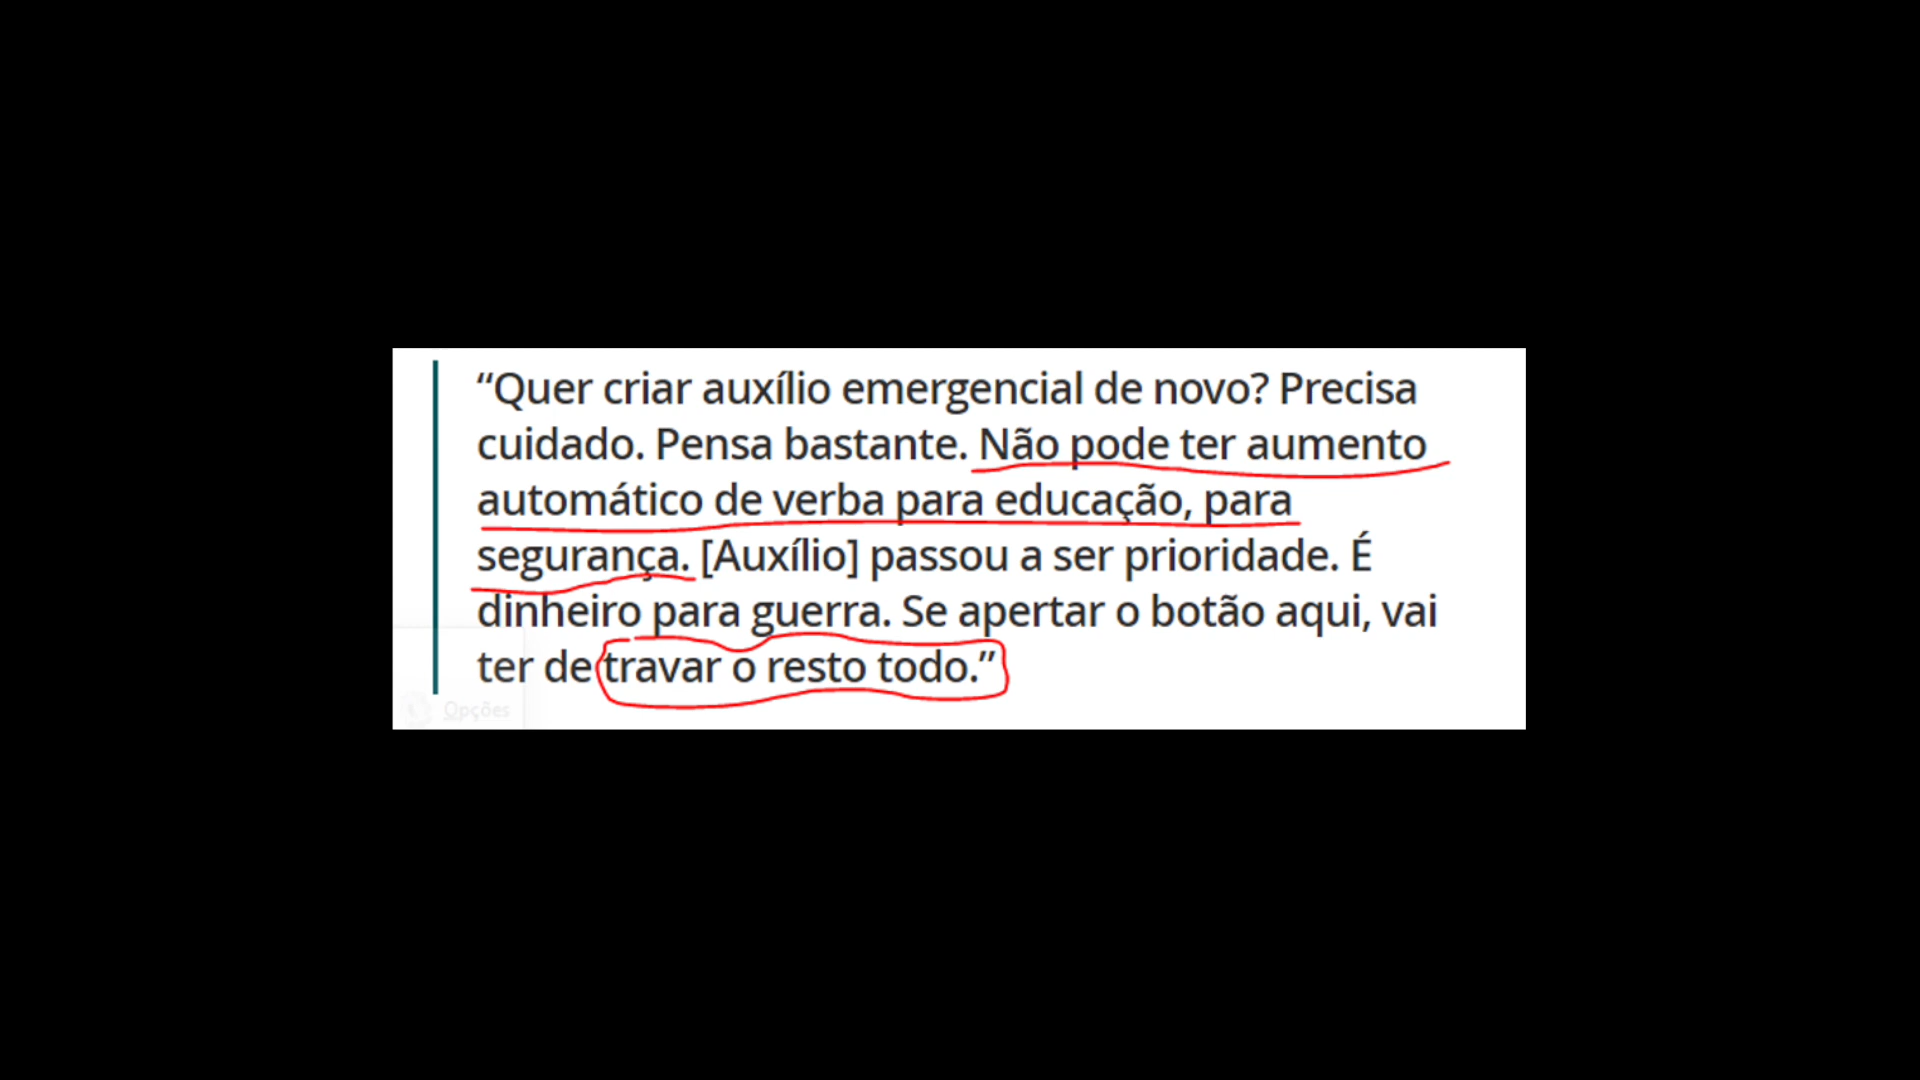 “Quer criar auxílio emergencial de novo? Precisa
cuidado. Pensa bastante. Não pode ter aumento
automático de verba para educação, para
segurança. [Auxílio] passou a ser prioridade. É
dinheiro para guerra. Se apertar o botão aqui, vai
ter de travar o resto todo.”
Opções